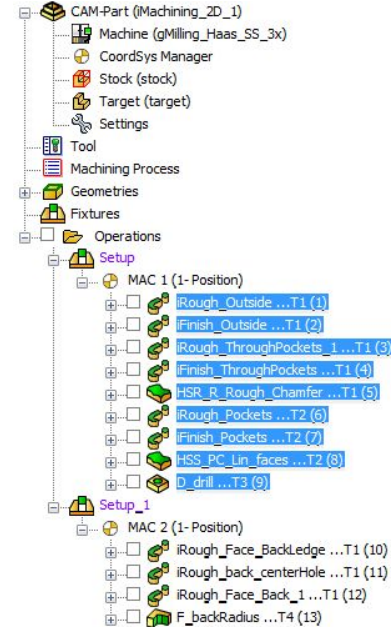 CAM-Part (iMachining_2D_1)
Machine (gMilling_Haas_SS_3x)
CoordSys Manager
Stock (stock)
Target (target)
Settings
Tool
Machining Process
Geometries
Fixtures
Operations
Setup
MAC 1 (1- Position)
iRough_Outside ...T1 (1)
iFinish_Outside ...T1 (2)
iRough_ThroughPockets_1 ...T1 (3)
iFinish_ThroughPockets ...T1 (4)
HSR_R_Rough_Chamfer ...T1 (5)
iRough_Pockets ...T2 (6)
iFinish_Pockets ...T2 (7)
HSS_PC_Lin_faces ...T2 (8)
D_drill ...T3 (9)
Setup_1
MAC 2 (1- Position)
iRough_Face_BackLedge ...T1 (10)
iRough_back_centerHole ...T1 (11)
iRough_Face_Back_1 ...T1 (12)
F_backRadius ...T4 (13)